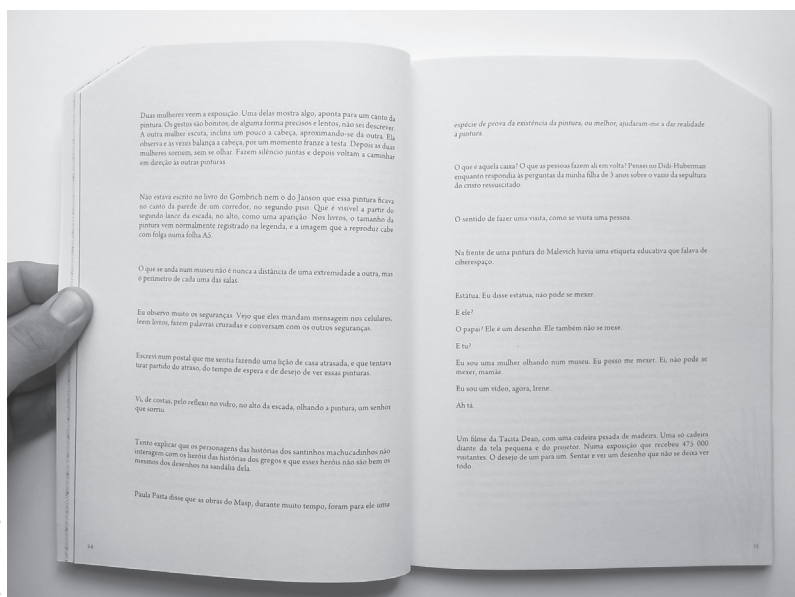 Duas mulheres veem a exposição. Uma delas mostra algo, aponta para um canto da
pintura. Os gestos são bonitos, de alguma forma precisos e lentos, não sei descrever.
A outra mulher escuta, inclina um pouco a cabeça, aproximando-se da outra. Ela
observa e às vezes balança a cabeça, por um momento franze a testa. Depois as duas
mulheres sorriem, sem se olhar. Fazem silêncio juntas e depois voltam a caminhar
em direção às outras pinturas.
Não estava escrito no livro do Gombrich nem o do Janson que essa pintura ficava
no canto da parede de um corredor, no segundo piso. Que é visível a partir do
segundo lance da escada, no alto, como uma aparição. Nos livros, o tamanho da
pintura vem normalmente registrado na legenda, e a imagem que a reproduz cabe
com folga numa folha A5.
O que se anda num museu não é nunca a distância de uma extremidade a outra, mas
o perímetro de cada uma das salas.
Eu observo muito os seguranças. Vejo que eles mandam mensagem nos celulares,
leem livros, fazem palavras cruzadas e conversam com os outros seguranças.
Escrevi num postal que me sentia fazendo uma lição de casa atrasada, e que tentava
tirar partido do atraso, do tempo de espera e de desejo de ver essas pinturas.
Vi, de costas, pelo reflexo no vidro, no alto da escada, olhando a pintura, um senhor
que sorriu.
Tento explicar que os personagens das histórias dos santinhos machucadinhos não
interagem com os heróis das histórias dos gregos e que esses heróis não são bem os
mesmos dos desenhos na sandália dela.
Paula Pasta disse que as obras do Masp, durante muito tempo, foram para ele uma
54
espécie de prova da existência da pintura, ou melhor, ajudaram-me a dar realidade
à pintura.
O que é aquela caixa? O que as pessoas fazem ali em volta? Pensei no Didi-Huberman
enquanto respondia às perguntas da minha filha de 3 anos sobre o vazio da sepultura
do cristo ressuscitado.
O sentido de fazer uma visita, como se visita uma pessoa.
Na frente de uma pintura do Malevich havia uma etiqueta educativa que falava de
ciberespaço.
Estátua. Eu disse estátua, não pode se mexer.
E ele?
O papai? Ele é um desenho. Ele também não se mexe.
E tu?
Eu sou uma mulher olhando num museu. Eu posso me mexer. Ei, não pode se
mexer, mamãe.
Eu sou um vídeo, agora, Irene.
Ah tá.
Um filme da Tacita Dean, com uma cadeira pesada de madeira. Uma só cadeira
diante da tela pequena e do projetor. Numa exposição que recebeu 475 000
visitantes. O desejo de um para um. Sentar e ver um desenho que não se deixa ver
todo.
55